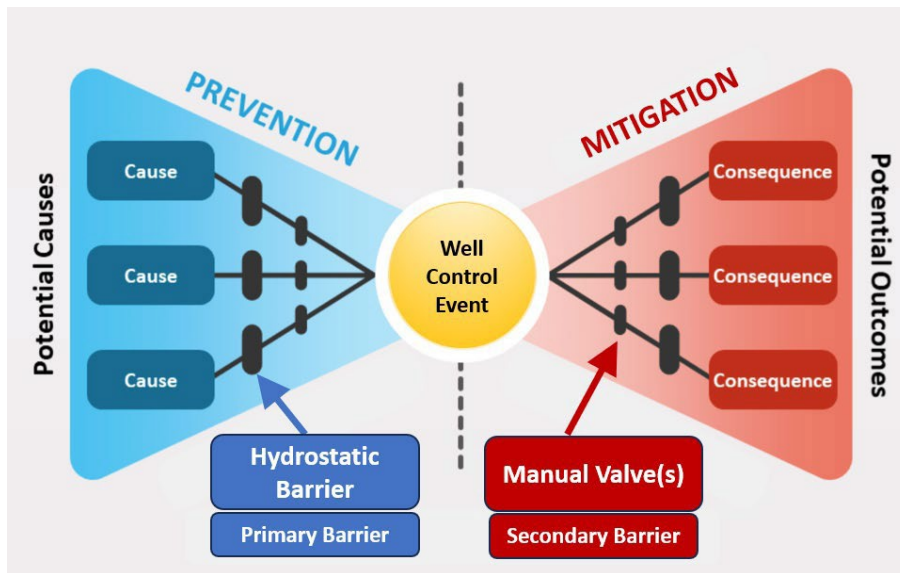 PREVENTION
MITIGATION
Potential Causes
Cause
Cause
Cause
Well
Control
Event
Consequence
Consequence
Consequence
Potential Outcomes
Hydrostatic
Barrier
Primary Barrier
Manual Valve(s)
Secondary Barrier